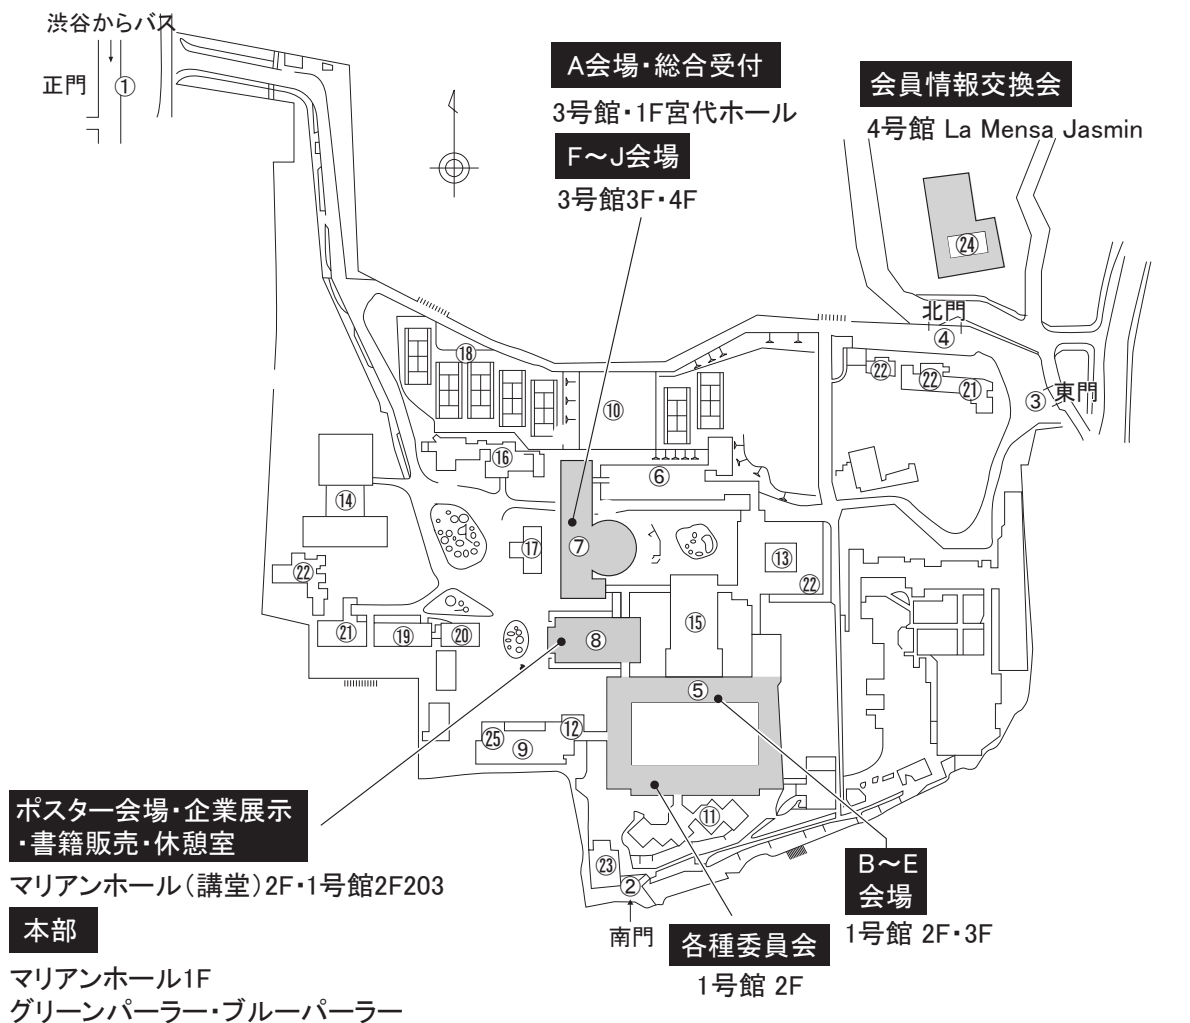 渋谷からバス
正門
①
A会場・総合受付
3号館・1F宮代ホール
F～J会場
3号館3F・4F
会員情報交換会
4号館 La Mensa Jasmin
㉔
北門
④
⑱
㉒
㉒
㉑
③
東門
⑩
⑯
⑥
⑭
⑰
⑦
⑬
㉒
㉒
㉑
⑲
⑳
⑧
⑮
⑤
⑫
㉕
⑨
⑪
㉓
②
南門
ポスター会場・企業展示
・書籍販売・休憩室
マリアンホール（講堂）2F・1号館2F203
本部
マリアンホール1F
グリーンパーラー・ブルーパーラー
各種委員会
1号館 2F
B～E
会場
1号館 2F・3F